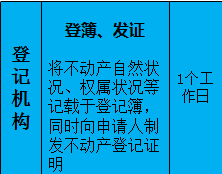 登记机构
登簿、发证
将不动产自然状
况、权属状况等
记载于登记簿，
同时向申请人制
发不动产登记证
明
1个工
作日